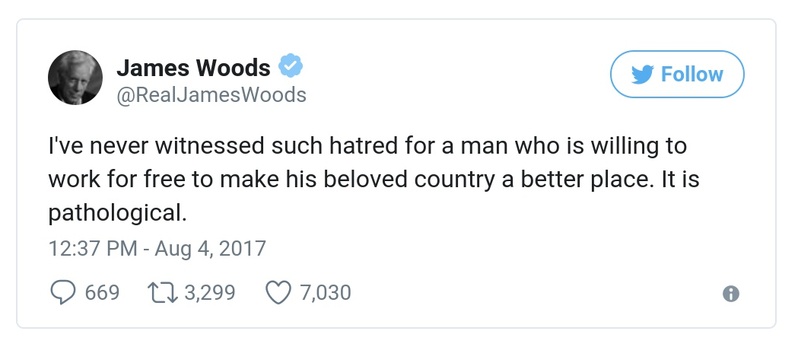 James Woods
@RealJamesWoods
Follow
I've never witnessed such hatred for a man who is willing to
work for free to make his beloved country a better place. It is
pathological.
12:37 PM - Aug 4, 2017
669 3,299 7,030